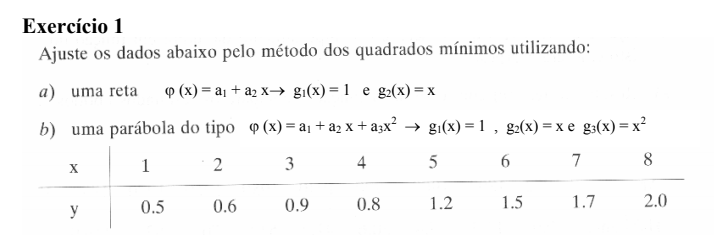 Exercício 1
Ajuste os dados abaixo pelo método dos quadrados mínimos utilizando:
a) uma reta φ (x) = a₁ + a₂ x→ g₁(x) = 1 e g₂(x) = x
b) uma parábola do tipo φ (x) = a₁ + a₂ x + a₃x² → g₁(x) = 1 , g₂(x) = x e g₃(x) = x²
x 1 2 3 4 5 6 7 8
y 0.5 0.6 0.9 0.8 1.2 1.5 1.7 2.0